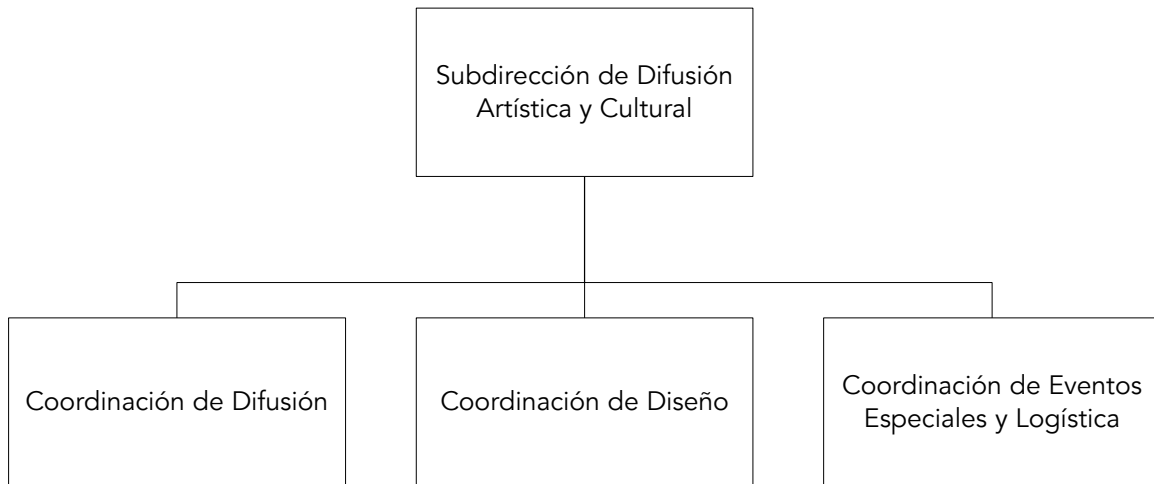 Subdirección de Difusión
Artística y Cultural
Coordinación de Difusión
Coordinación de Diseño
Coordinación de Eventos
Especiales y Logística